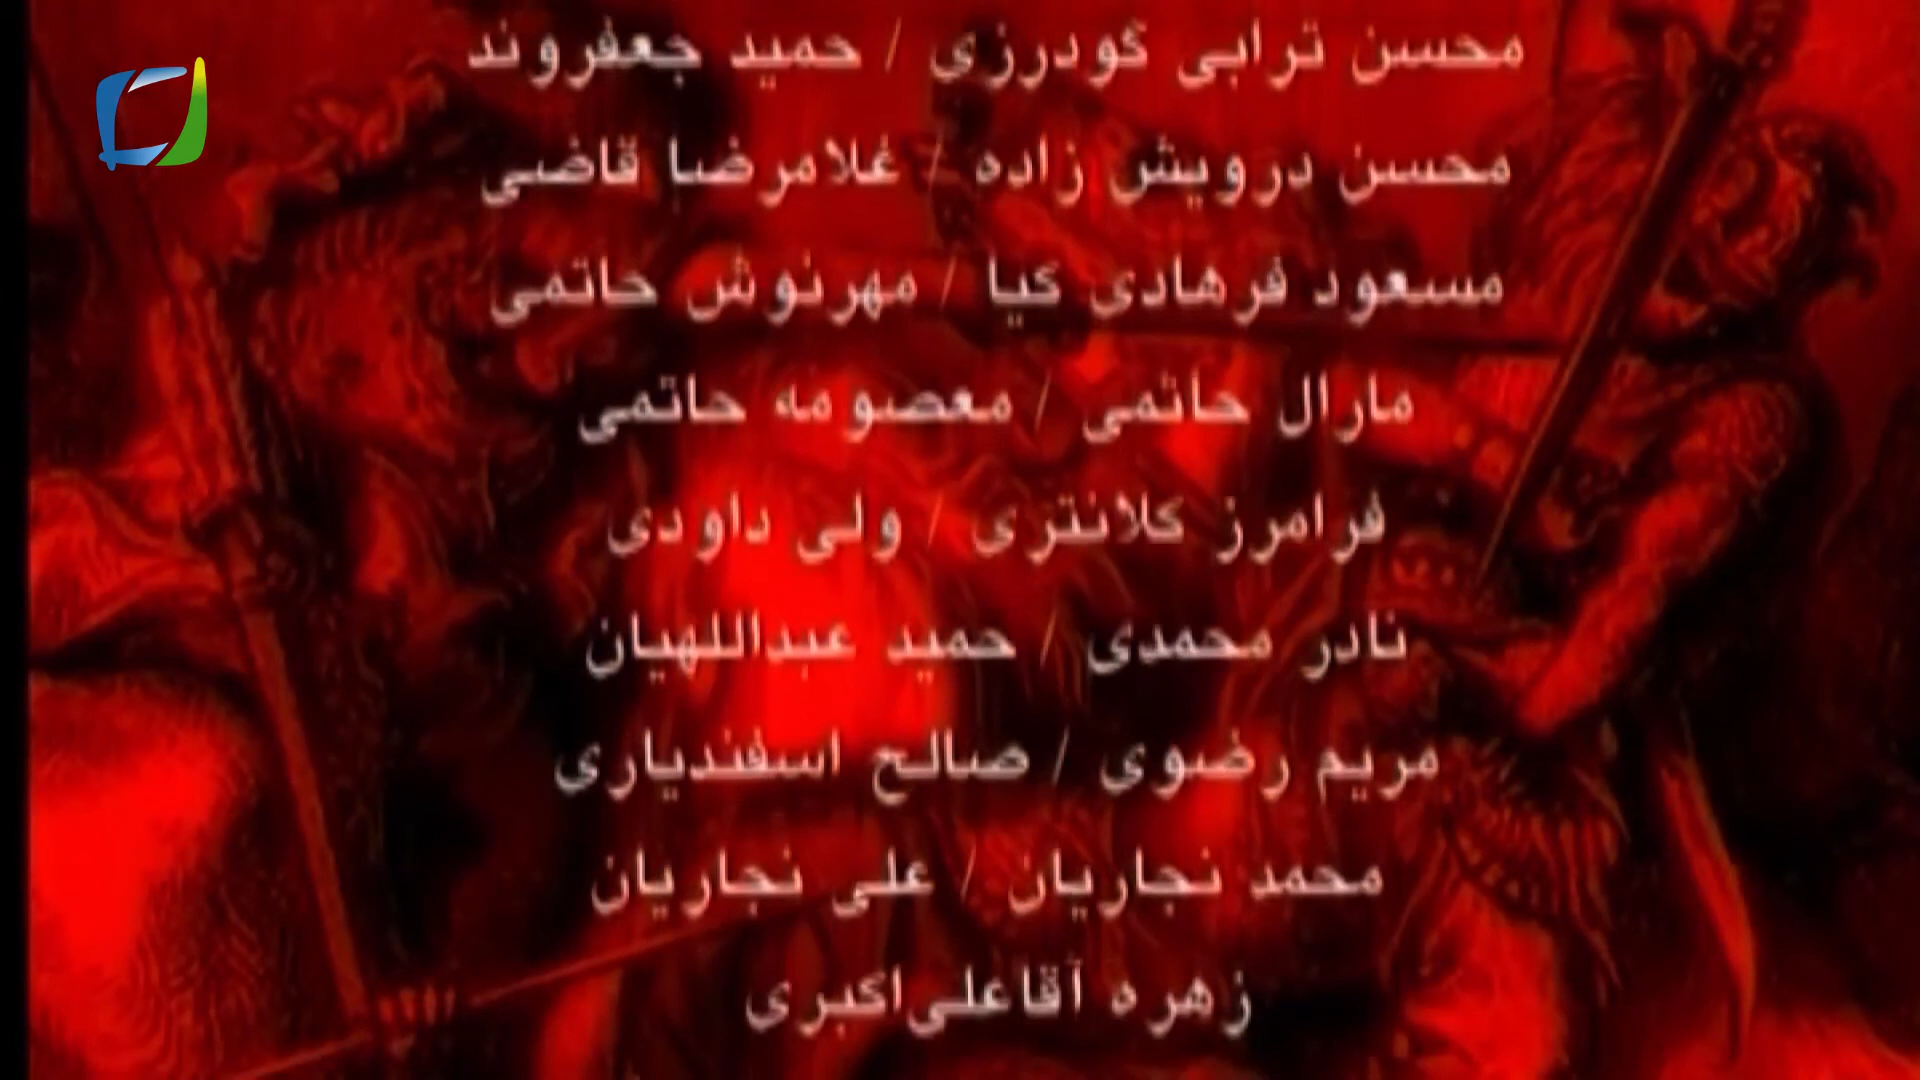 محسن ترابی گودرزی / حمید جعفروند
محسن درویش زاده / غلامرضا قاضی
مسعود فرهادی کیا / مهرنوش حاتمی
مارال حاتمی / معصومه حاتمی
فرامرز کلانتری / ولی داودی
نادر محمدی / حمید عبداللهیان
مریم رضوی / صالح اسفندیاری
محمد نجاریان / علی نجاریان
زهره آقاعلی‌اکبری